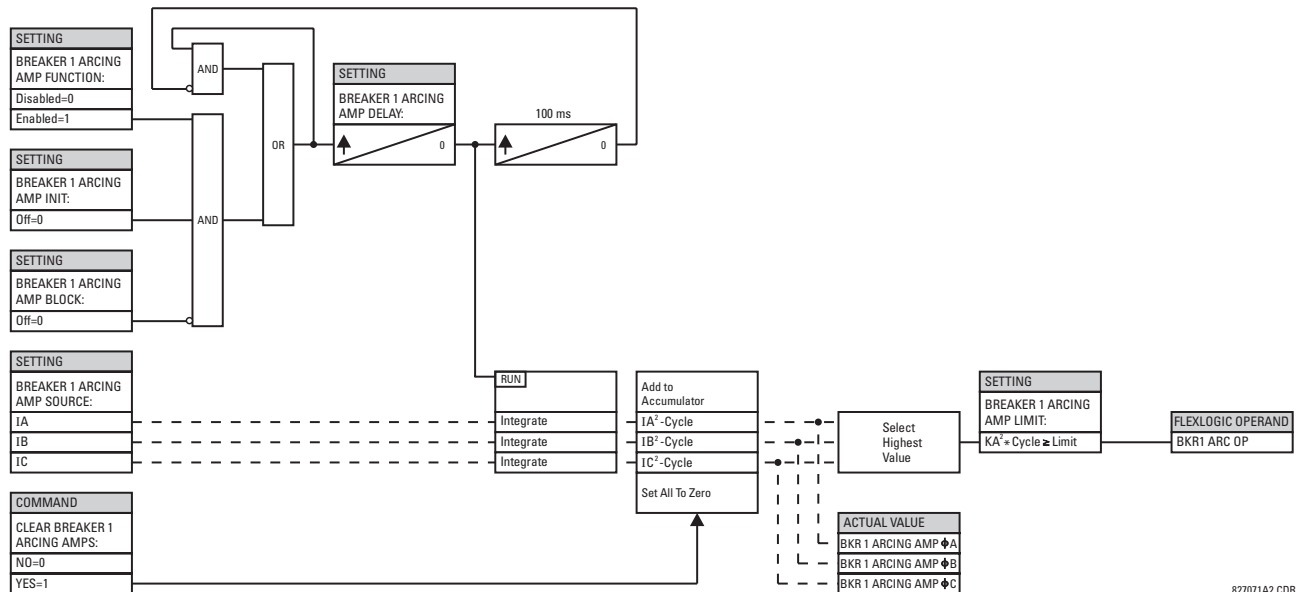 SETTING
BREAKER 1 ARCING
AMP FUNCTION:
Disabled=0
Enabled=1
AND
OR
SETTING
BREAKER 1 ARCING
AMP DELAY:
0
100 ms
0
SETTING
BREAKER 1 ARCING
AMP INIT:
Off=0
AND
SETTING
BREAKER 1 ARCING
AMP BLOCK:
Off=0
SETTING
BREAKER 1 ARCING
AMP SOURCE:
IA
IB
IC
RUN
Integrate
Integrate
Integrate
Add to
Accumulator
IA²-Cycle
IB²-Cycle
IC²-Cycle
Set All To Zero
Select
Highest
Value
SETTING
BREAKER 1 ARCING
AMP LIMIT:
KA²*Cycle≥Limit
FLEXLOGIC OPERAND
BKR1 ARC OP
COMMAND
CLEAR BREAKER 1
ARCING AMPS:
NO=0
YES=1
ACTUAL VALUE
BKR 1 ARCING AMP ΦA
BKR 1 ARCING AMP ΦB
BKR 1 ARCING AMP ΦC
827071A2.CDR